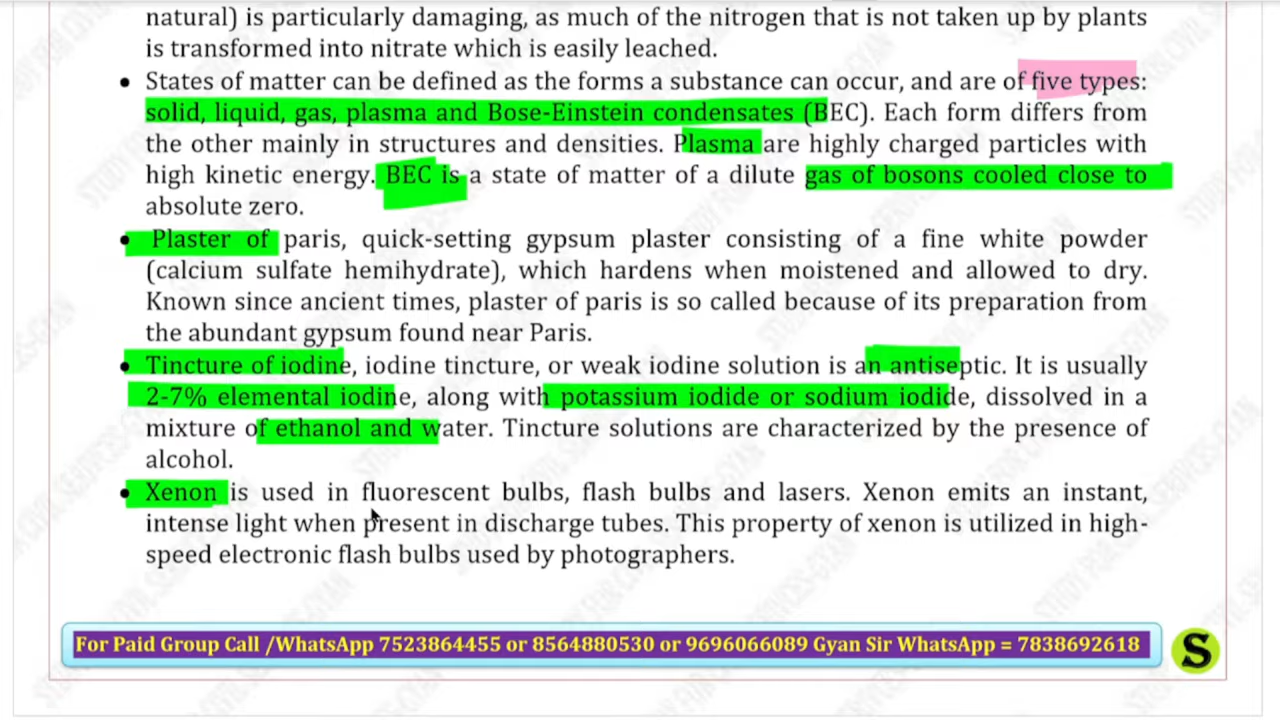 natural) is particularly damaging, as much of the nitrogen that is not taken up by plants
is transformed into nitrate which is easily leached.
• States of matter can be defined as the forms a substance can occur, and are of five types:
solid, liquid, gas, plasma and Bose-Einstein condensates (BEC). Each form differs from
the other mainly in structures and densities. Plasma are highly charged particles with
high kinetic energy. BEC is a state of matter of a dilute gas of bosons cooled close to
absolute zero.
• Plaster of paris, quick-setting gypsum plaster consisting of a fine white powder
(calcium sulfate hemihydrate), which hardens when moistened and allowed to dry.
Known since ancient times, plaster of paris is so called because of its preparation from
the abundant gypsum found near Paris.
• Tincture of iodine, iodine tincture, or weak iodine solution is an antiseptic. It is usually
2-7% elemental iodine, along with potassium iodide or sodium iodide, dissolved in a
mixture of ethanol and water. Tincture solutions are characterized by the presence of
alcohol.
• Xenon is used in fluorescent bulbs, flash bulbs and lasers. Xenon emits an instant,
intense light when present in discharge tubes. This property of xenon is utilized in high-
speed electronic flash bulbs used by photographers.
For Paid Group Call /WhatsApp 7523864455 or 8564880530 or 9696066089 Gyan Sir WhatsApp = 7838692618
S